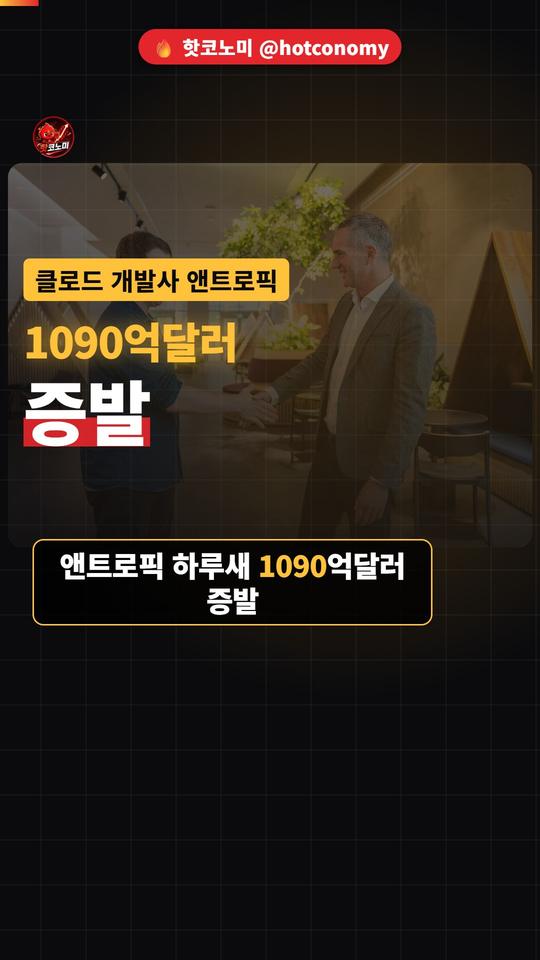 🔥 핫코노미 @hotconomy
핫코노미
클로드 개발사 앤트로픽
1090억달러
증발
앤트로픽 하루새 1090억달러
증발